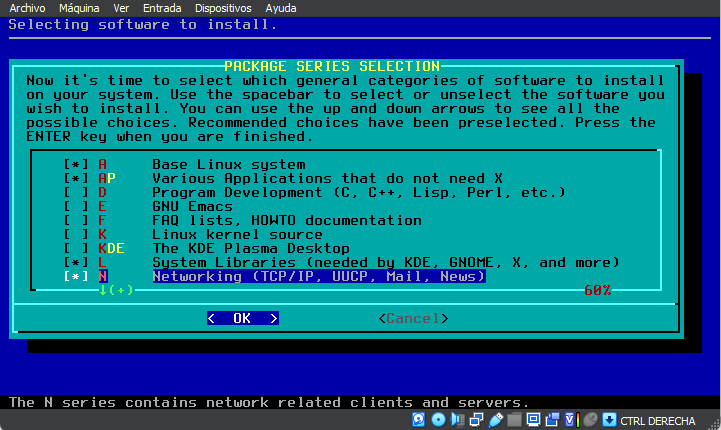 Archivo Máquina Ver Entrada Dispositivos Ayuda
Selecting software to install.
PACKAGE SERIES SELECTION
Now it's time to select which general categories of software to install
on your system. Use the spacebar to select or unselect the software you
wish to install. You can use the up and down arrows to see all the
possible choices. Recommended choices have been preselected. Press the
ENTER key when you are finished.
[*] A Base Linux system
[*] AP Various Applications that do not need X
[ ] D Program Development (C, C++, Lisp, Perl, etc.)
[ ] E GNU Emacs
[ ] F FAQ lists, HOWTO documentation
[ ] K Linux kernel source
[ ] KDE The KDE Plasma Desktop
[*] L System Libraries (needed by KDE, GNOME, X, and more)
[*] N Networking (TCP/IP, UUCP, Mail, News)
↓(+) 60%
< OK > <Cancel>
The N series contains network related clients and servers.
CTRL DERECHA